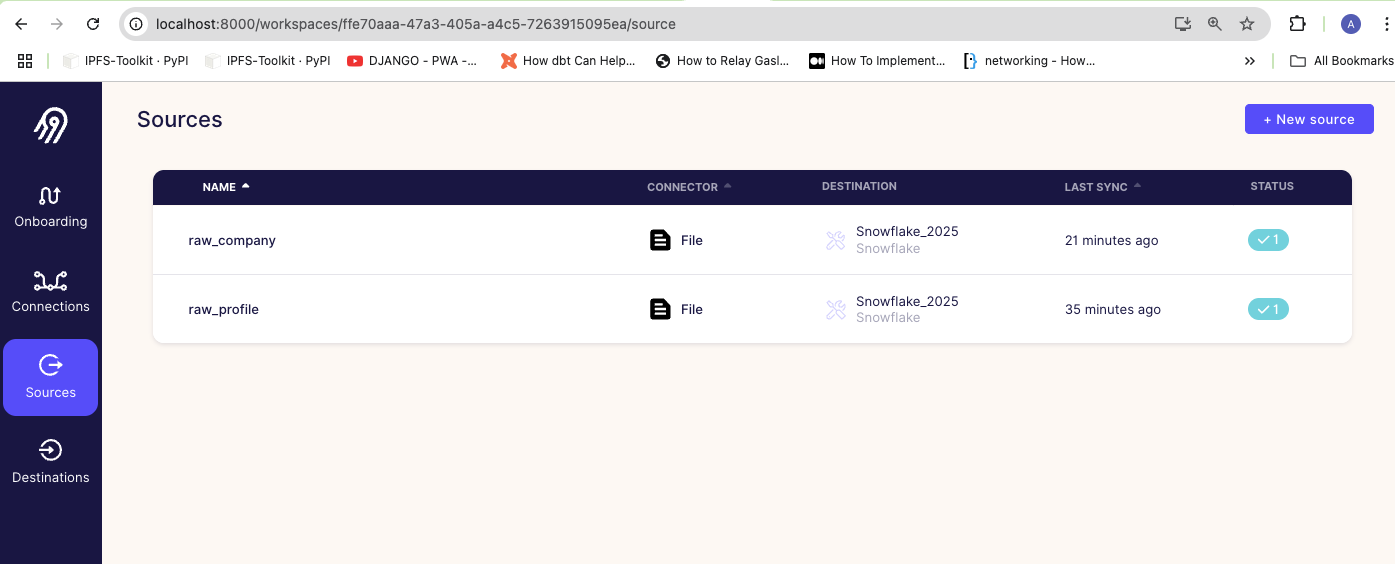 localhost:8000/workspaces/ffe70aaa-47a3-405a-a4c5-7263915095ea/source
A
IPFS-Toolkit · PyPI
IPFS-Toolkit · PyPI
DJANGO - PWA -...
How dbt Can Help...
How to Relay Gasl...
How To Implement...
networking - How...
»
All Bookmarks
Onboarding
Connections
Sources
Destinations
Sources
+ New source
NAME CONNECTOR DESTINATION LAST SYNC STATUS
raw_company File Snowflake_2025 21 minutes ago 1
Snowflake
raw_profile File Snowflake_2025 35 minutes ago 1
Snowflake